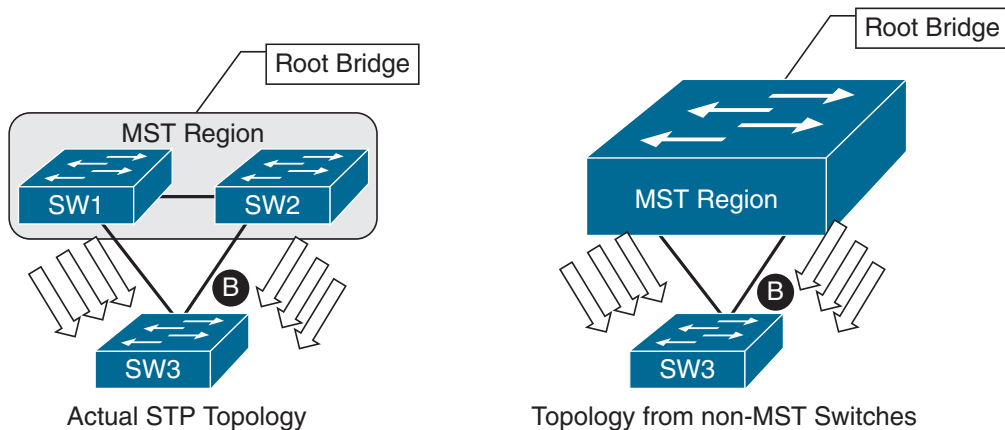 Root Bridge
MST Region
SW1
SW2
B
SW3
Actual STP Topology
Root Bridge
MST Region
B
SW3
Topology from non-MST Switches